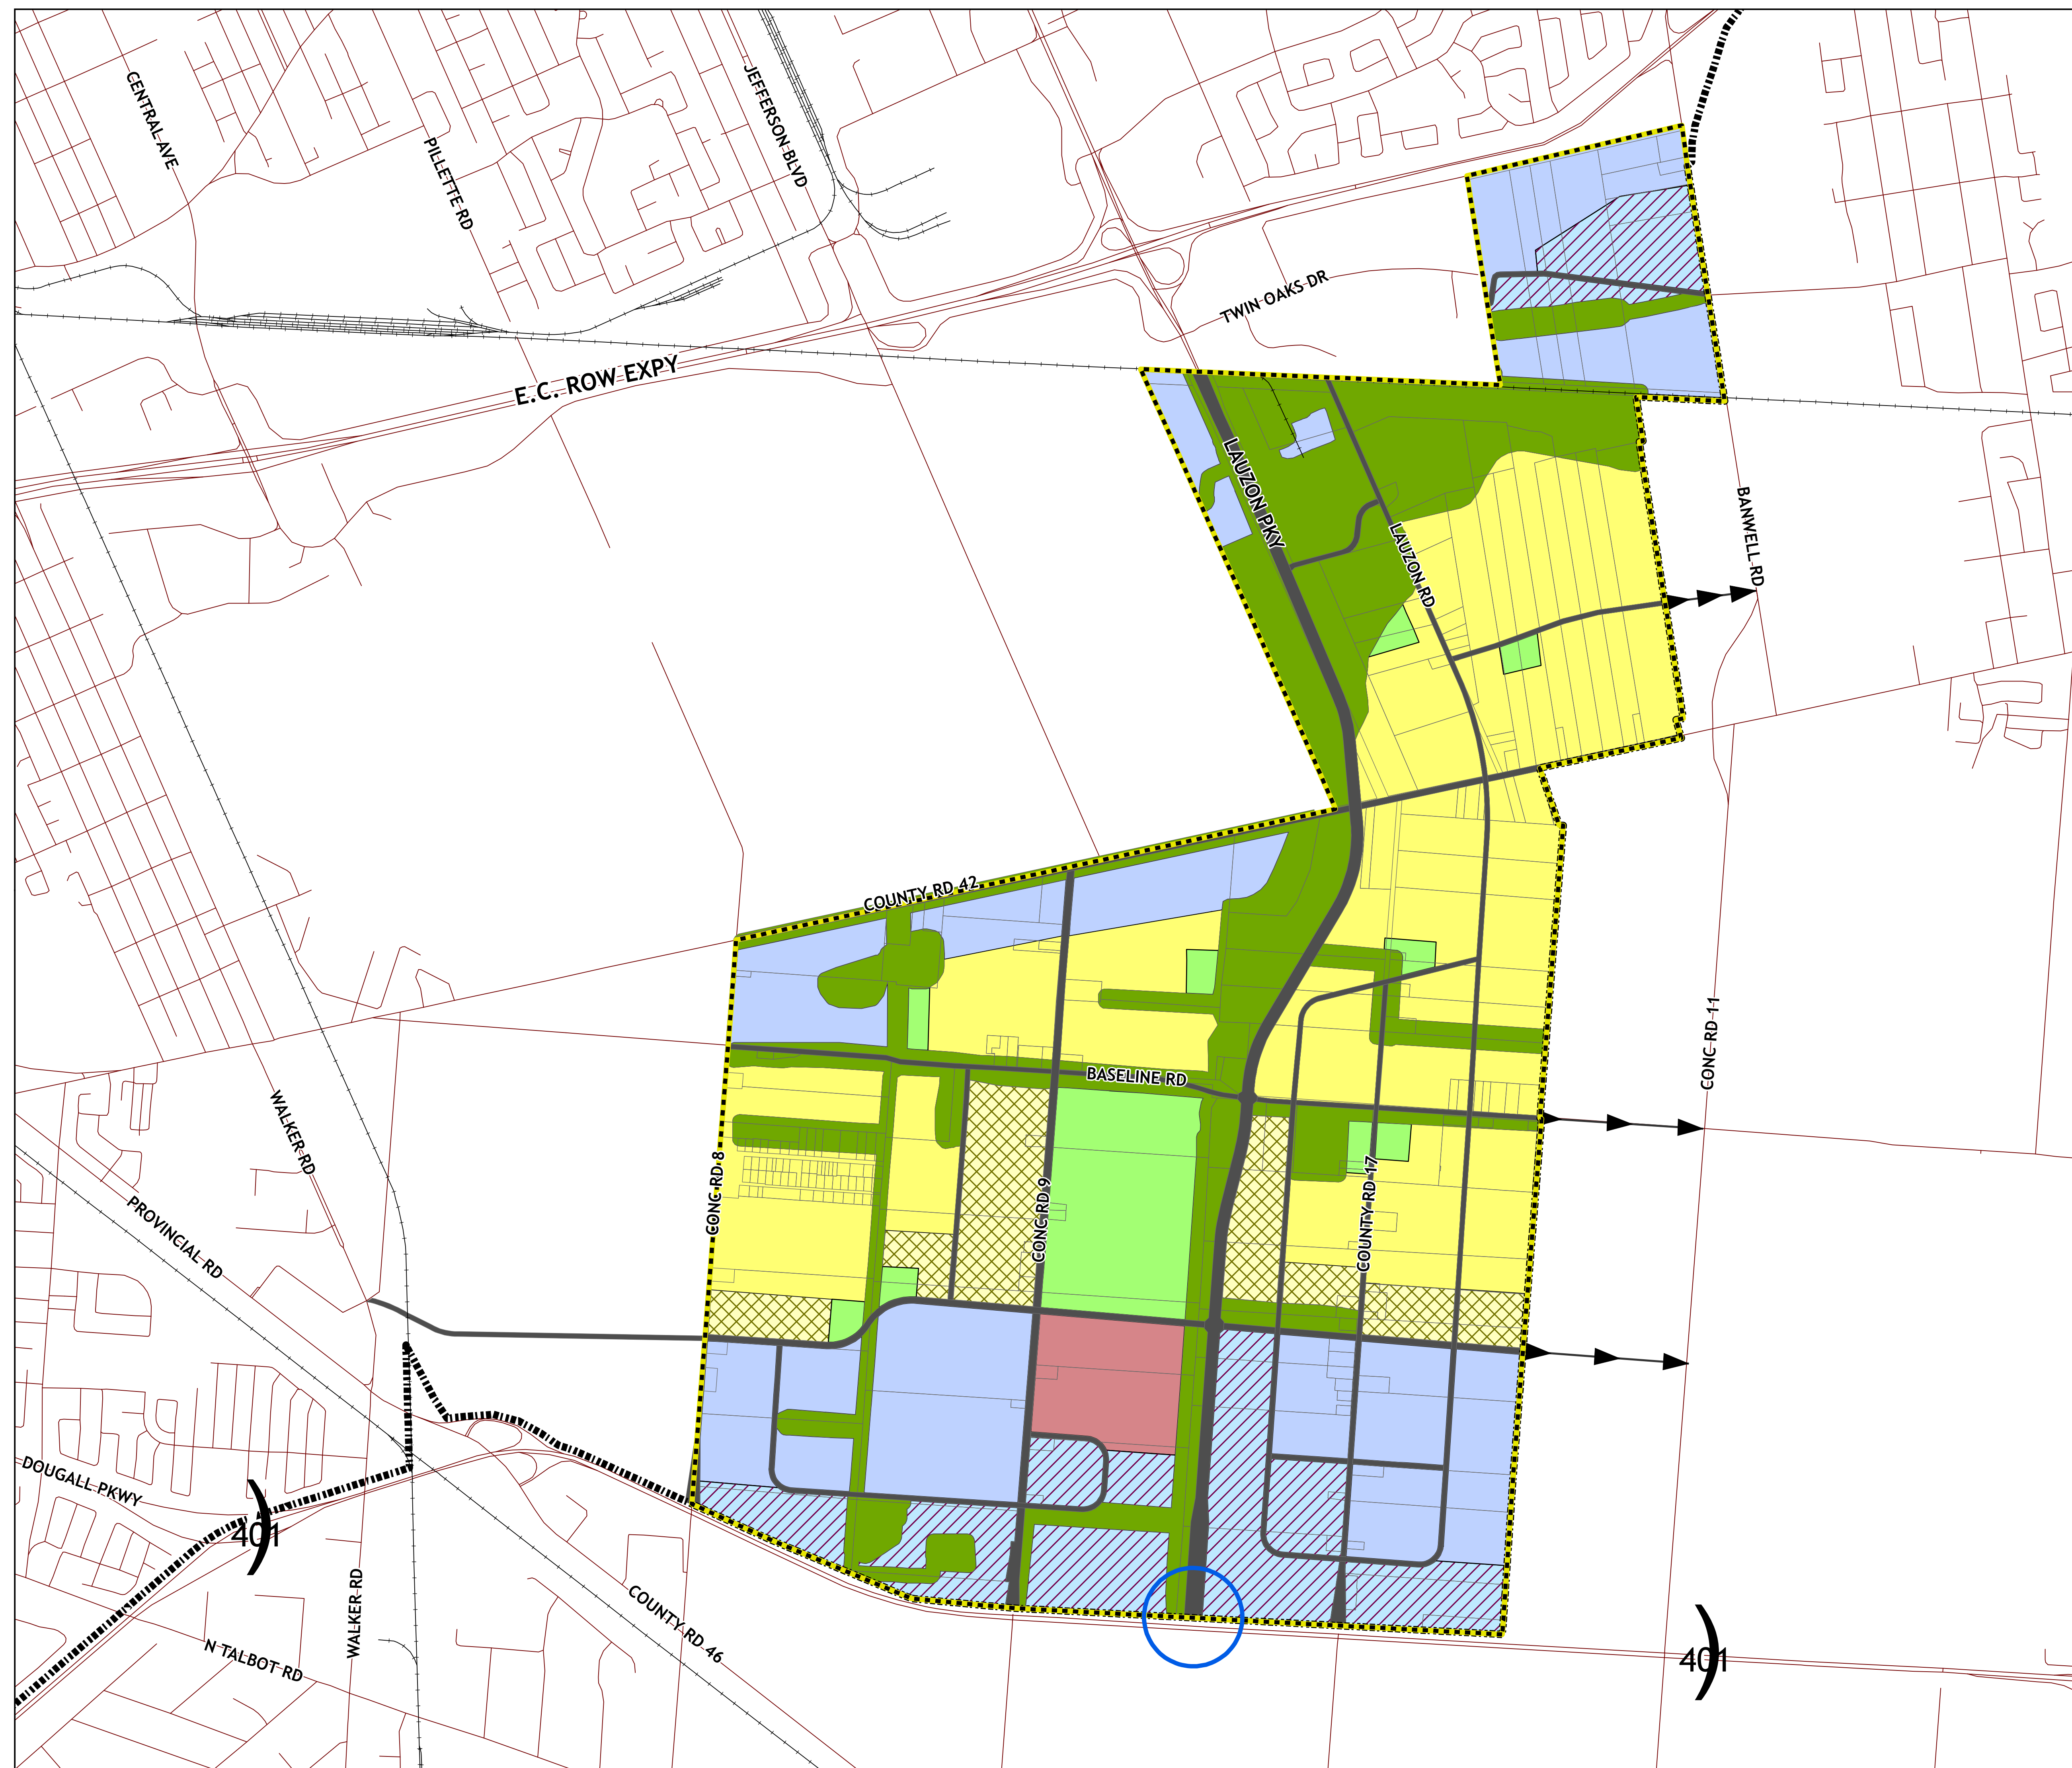 CENTRAL AVE
PILLETTE RD
JEFFERSON BLVD
TWIN OAKS DR
E.C. ROW EXPY
LAUZON PKY
LAUZON RD
BANWELL RD
COUNTY RD 42
CONC RD 11
BASELINE RD
WALKER RD
CONC RD 8
CONC RD 9
COUNTY RD 17
PROVINCIAL RD
DOUGALL PKWY
401
WALKER RD
N TALBOT RD
COUNTY RD 46
401